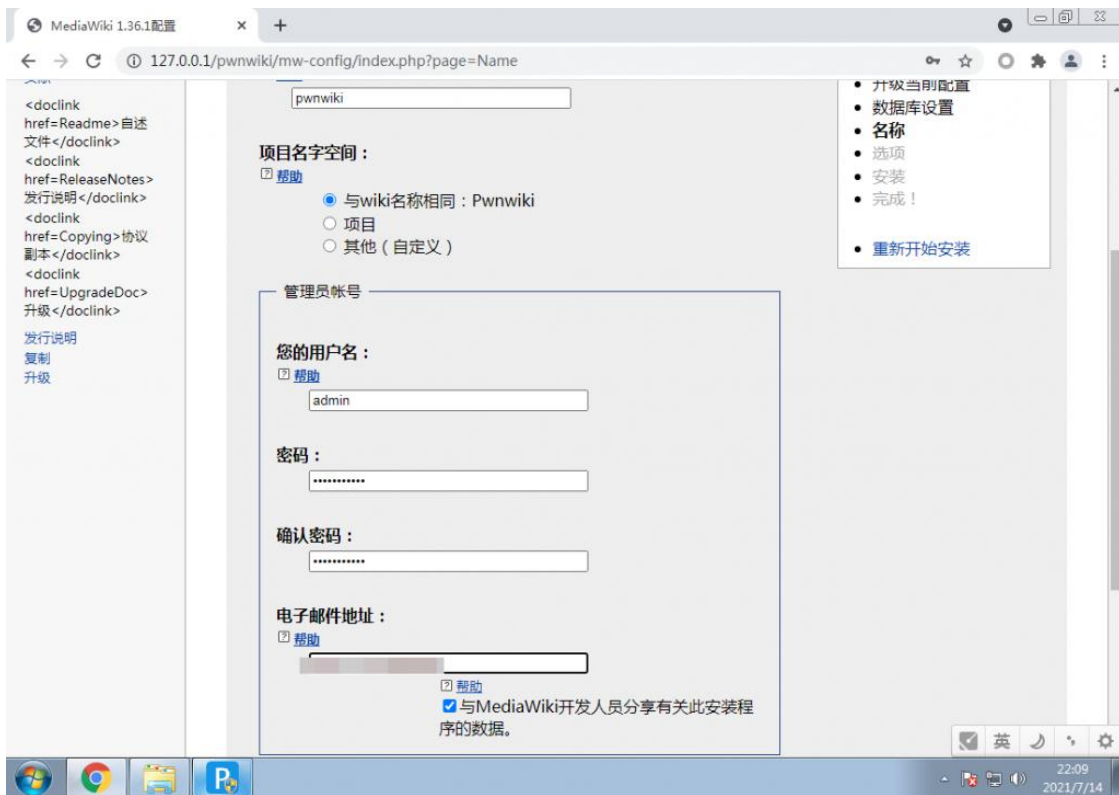 MediaWiki 1.36.1配置
127.0.0.1/pwnwiki/mw-config/index.php?page=Name
<doclink
href=Readme>自述
文件</doclink>
<doclink
href=ReleaseNotes>
发行说明</doclink>
<doclink
href=Copying>协议
副本</doclink>
<doclink
href=UpgradeDoc>
升级</doclink>
发行说明
复制
升级
pwnwiki
项目名字空间：
帮助
与wiki名称相同：Pwnwiki
项目
其他（自定义）
管理员帐号
您的用户名：
帮助
admin
密码：
•••••••••••
确认密码：
•••••••••••
电子邮件地址：
帮助
帮助
与MediaWiki开发人员分享有关此安装程
序的数据。
升级当前配置
数据库设置
名称
选项
安装
完成！
重新开始安装
英
22:09
2021/7/14